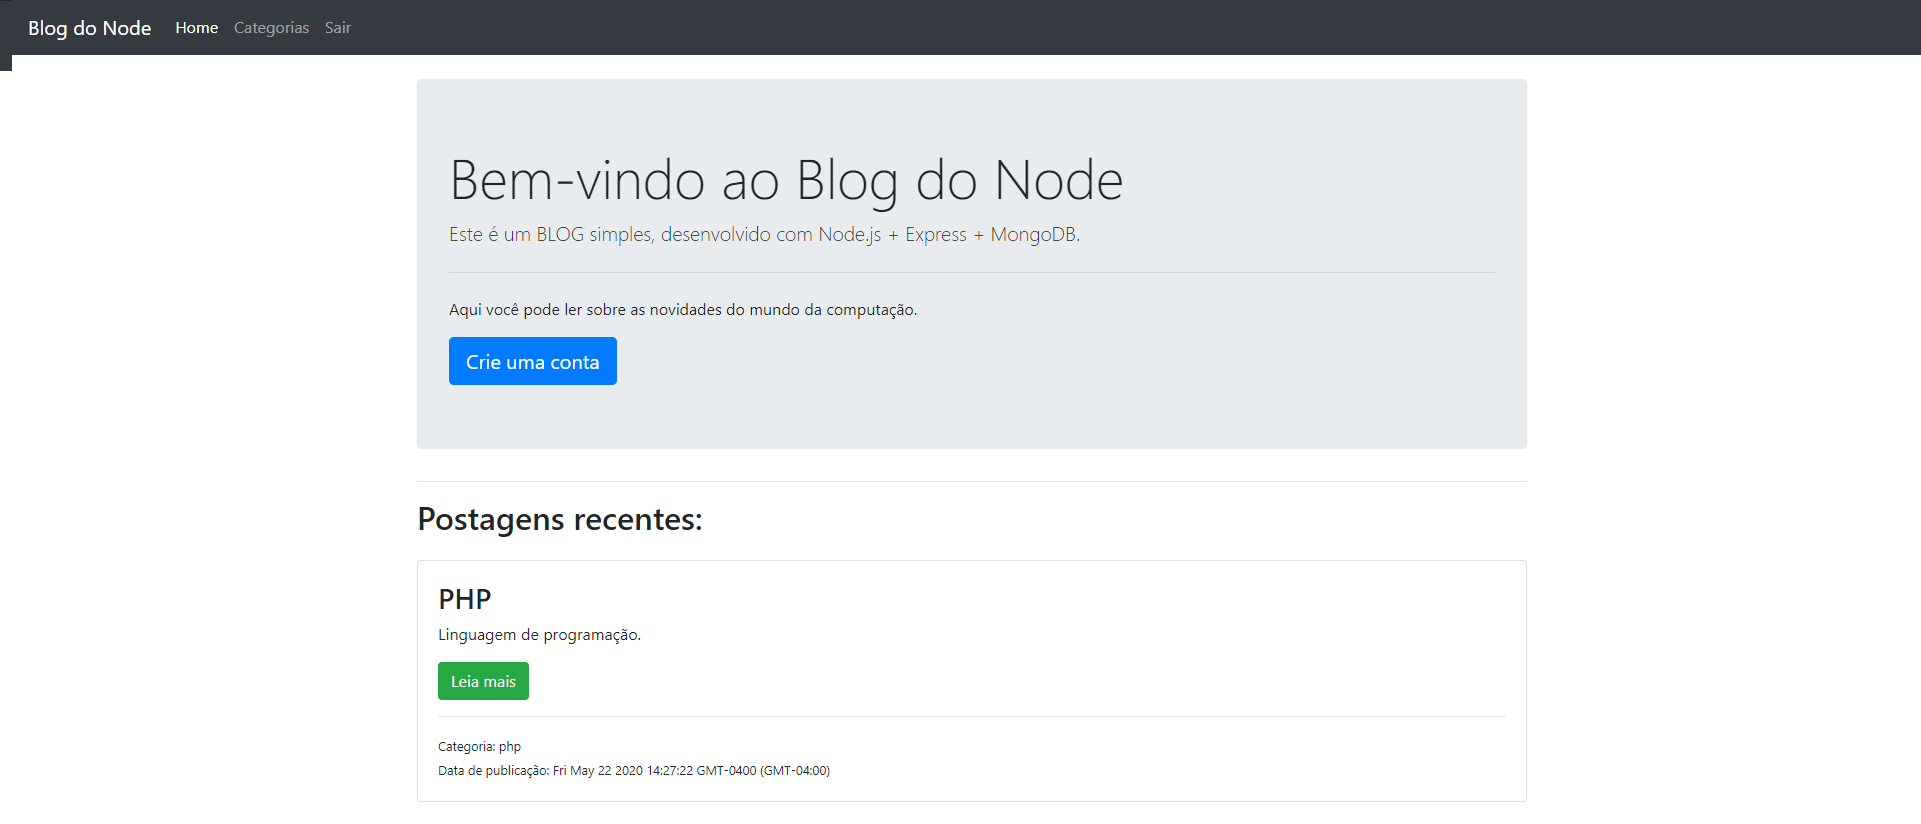 Blog do Node Home Categorias Sair
Bem-vindo ao Blog do Node
Este é um BLOG simples, desenvolvido com Node.js + Express + MongoDB.
Aqui você pode ler sobre as novidades do mundo da computação.
Crie uma conta
Postagens recentes:
PHP
Linguagem de programação.
Leia mais
Categoria: php
Data de publicação: Fri May 22 2020 14:27:22 GMT-0400 (GMT-04:00)